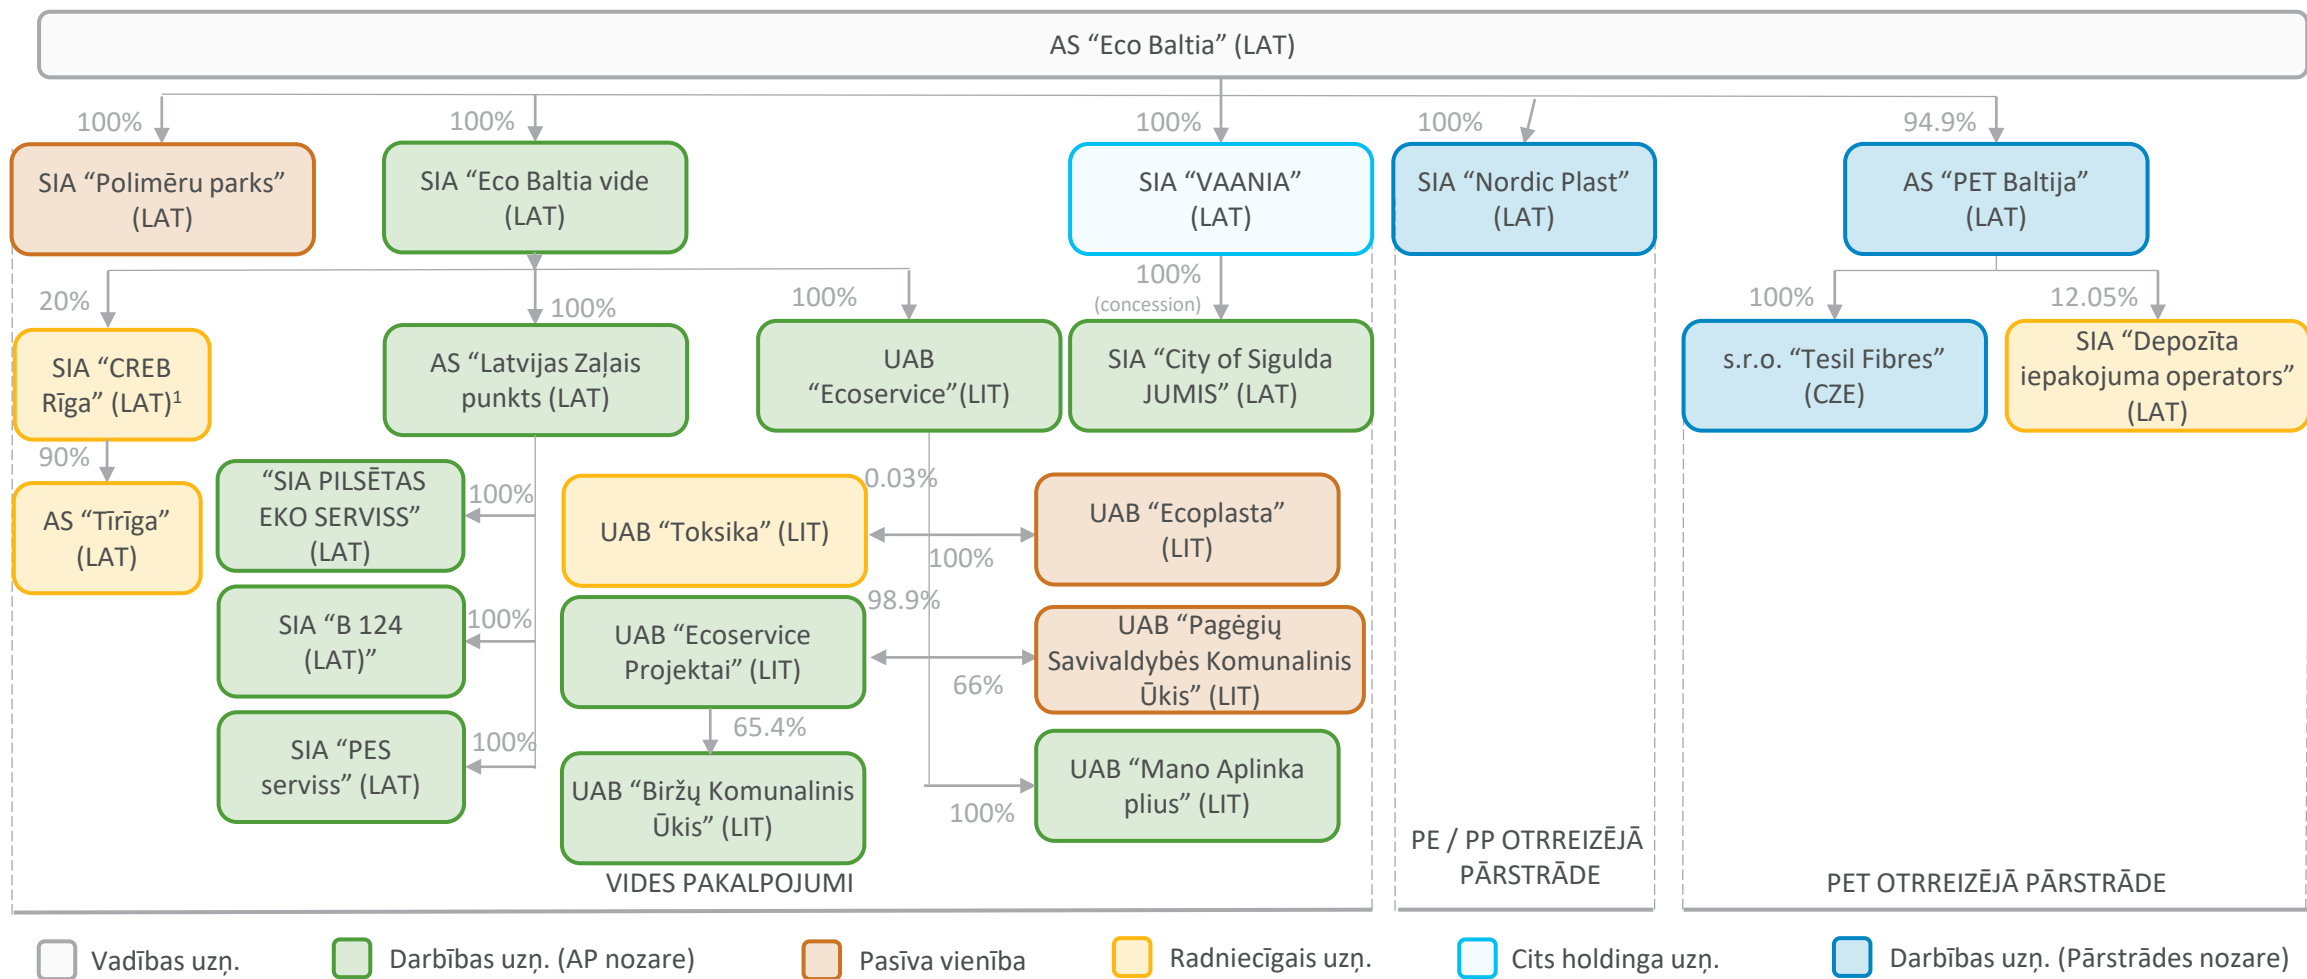 AS “Eco Baltia” (LAT)
100%
100%
100%
100%
94.9%
SIA “Polimēru parks”
(LAT)
SIA “Eco Baltia vide
(LAT)
SIA “VAANIA”
(LAT)
SIA “Nordic Plast”
(LAT)
AS “PET Baltija”
(LAT)
20%
100%
100%
100%
(concession)
100%
12.05%
SIA “CREB
Rīga” (LAT)1
AS “Latvijas Zaļais
punkts (LAT)
UAB
“Ecoservice”(LIT)
SIA “City of Sigulda
JUMIS” (LAT)
s.r.o. “Tesil Fibres”
(CZE)
SIA “Depozīta
iepakojuma operators”
(LAT)
90%
AS “Tīrīga”
(LAT)
“SIA PILSĒTAS
EKO SERVISS”
(LAT)
100%
UAB “Toksika” (LIT)
0.03%
100%
UAB “Ecoplasta”
(LIT)
SIA “B 124
(LAT)”
100%
UAB “Ecoservice
Projektai” (LIT)
98.9%
66%
UAB “Pagėgių
Savivaldybės Komunalinis
Ūkis” (LIT)
65.4%
SIA “PES
serviss” (LAT)
100%
UAB “Biržų Komunalinis
Ūkis” (LIT)
100%
UAB “Mano Aplinka
plius” (LIT)
VIDES PAKALPOJUMI
PE / PP OTRREIZĒJĀ
PĀRSTRĀDE
PET OTRREIZĒJĀ PĀRSTRĀDE
Vadības uzņ.
Darbības uzņ. (AP nozare)
Pasīva vienība
Radniecīgais uzņ.
Cits holdinga uzņ.
Darbības uzņ. (Pārstrādes nozare)